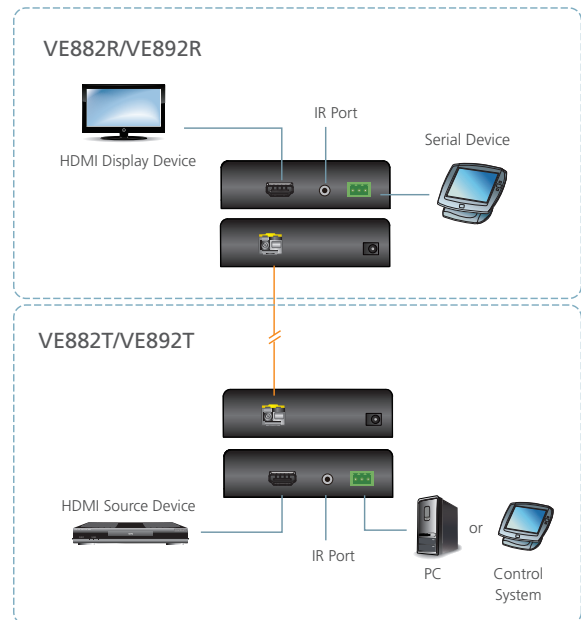 VE882R/VE892R
IR Port
Serial Device
HDMI Display Device
VE882T/VE892T
HDMI Source Device
IR Port
or
PC
Control
System